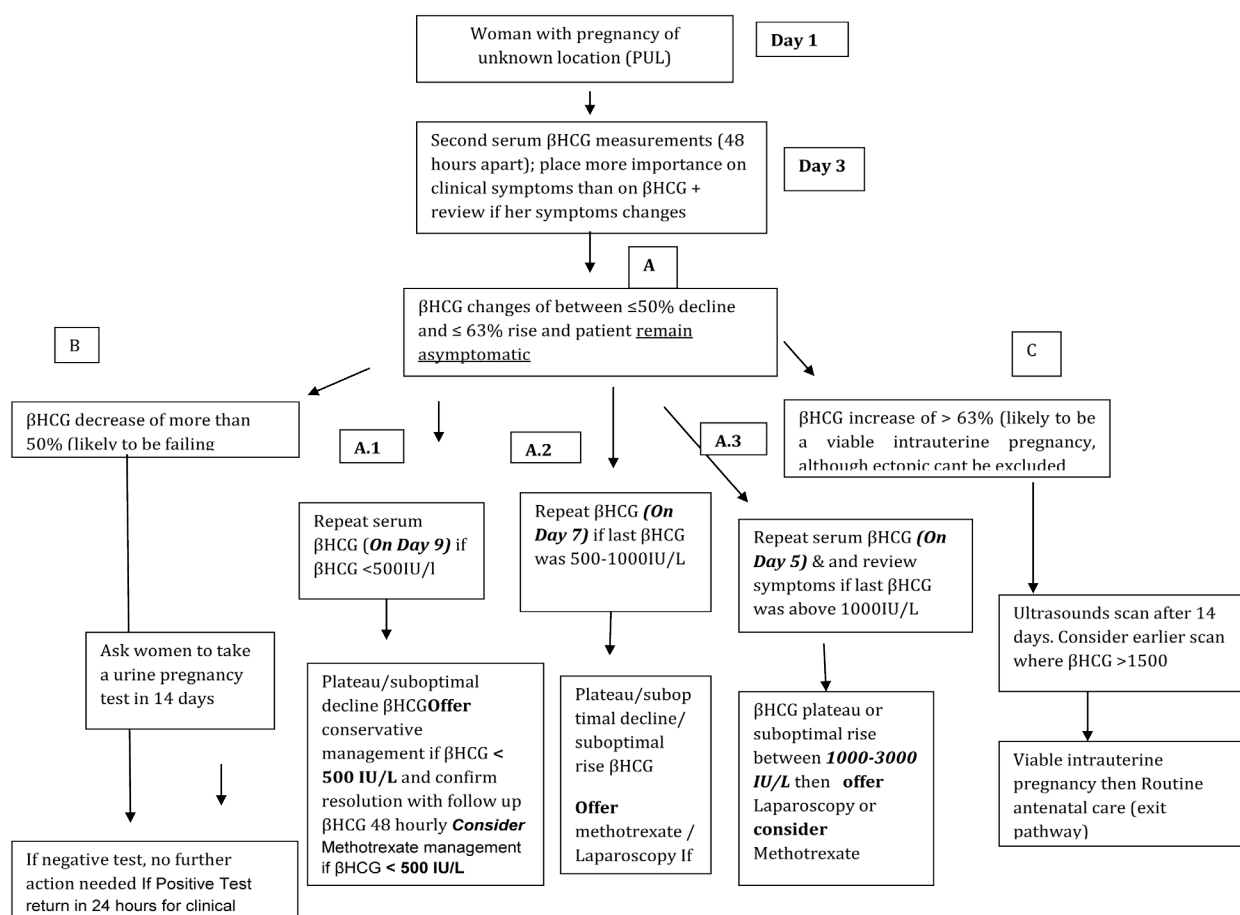 Woman with pregnancy of
unknown location (PUL)
Day 1
Second serum βHCG measurements (48
hours apart); place more importance on
clinical symptoms than on βHCG +
review if her symptoms changes
Day 3
A
βHCG changes of between ≤50% decline
and ≤ 63% rise and patient remain
asymptomatic
B
βHCG decrease of more than
50% (likely to be failing
C
βHCG increase of > 63% (likely to be
a viable intrauterine pregnancy,
although ectopic cant be excluded
A.1
A.2
A.3
Repeat serum
βHCG (On Day 9) if
βHCG <500IU/l
Repeat βHCG (On
Day 7) if last βHCG
was 500-1000IU/L
Repeat serum βHCG (On
Day 5) & and review
symptoms if last βHCG
was above 1000IU/L
Ultrasounds scan after 14
days. Consider earlier scan
where βHCG >1500
Ask women to take
a urine pregnancy
test in 14 days
Plateau/suboptimal
decline βHCGOffer
conservative
management if βHCG <
500 IU/L and confirm
resolution with follow up
βHCG 48 hourly Consider
Methotrexate management
if βHCG < 500 IU/L
Plateau/subop
timal decline/
suboptimal
rise βHCG
Offer
methotrexate /
Laparoscopy If
βHCG plateau or
suboptimal rise
between 1000-3000
IU/L then offer
Laparoscopy or
consider
Methotrexate
Viable intrauterine
pregnancy then Routine
antenatal care (exit
pathway)
If negative test, no further
action needed If Positive Test
return in 24 hours for clinical